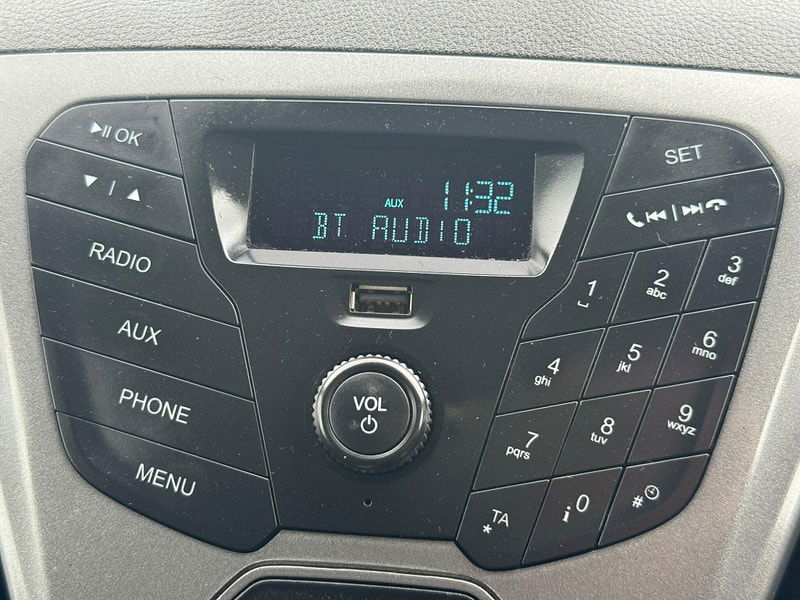 OK
AUX 11:32
BT AUDIO
RADIO
AUX
PHONE
MENU
VOL
SET
1
2 abc
3 def
4 ghi
5 jkl
6 mno
7 pqrs
8 tuv
9 wxyz
* TA
i 0
#